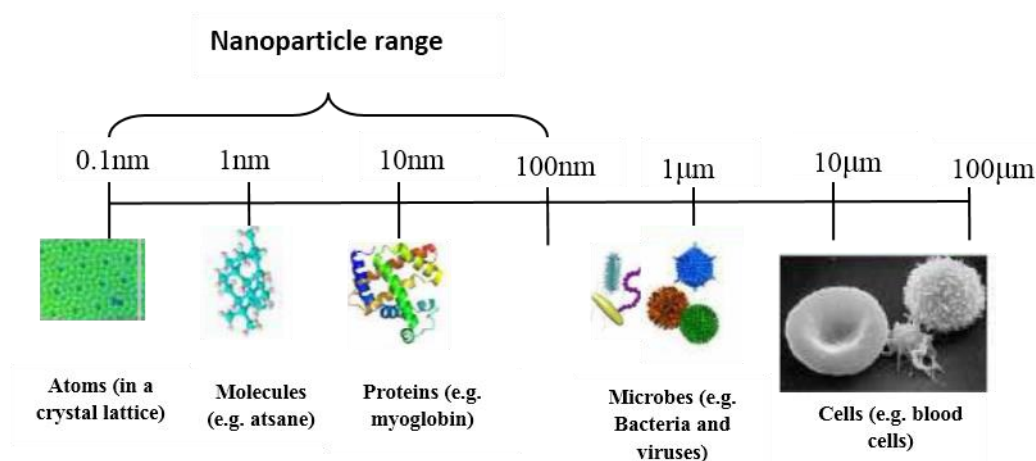 Nanoparticle range
0.1nm 1nm 10nm 100nm 1μm 10μm 100μm
Atoms (in a
crystal lattice)
Molecules
(e.g. atsane)
Proteins (e.g.
myoglobin)
Microbes (e.g.
Bacteria and
viruses)
Cells (e.g. blood
cells)